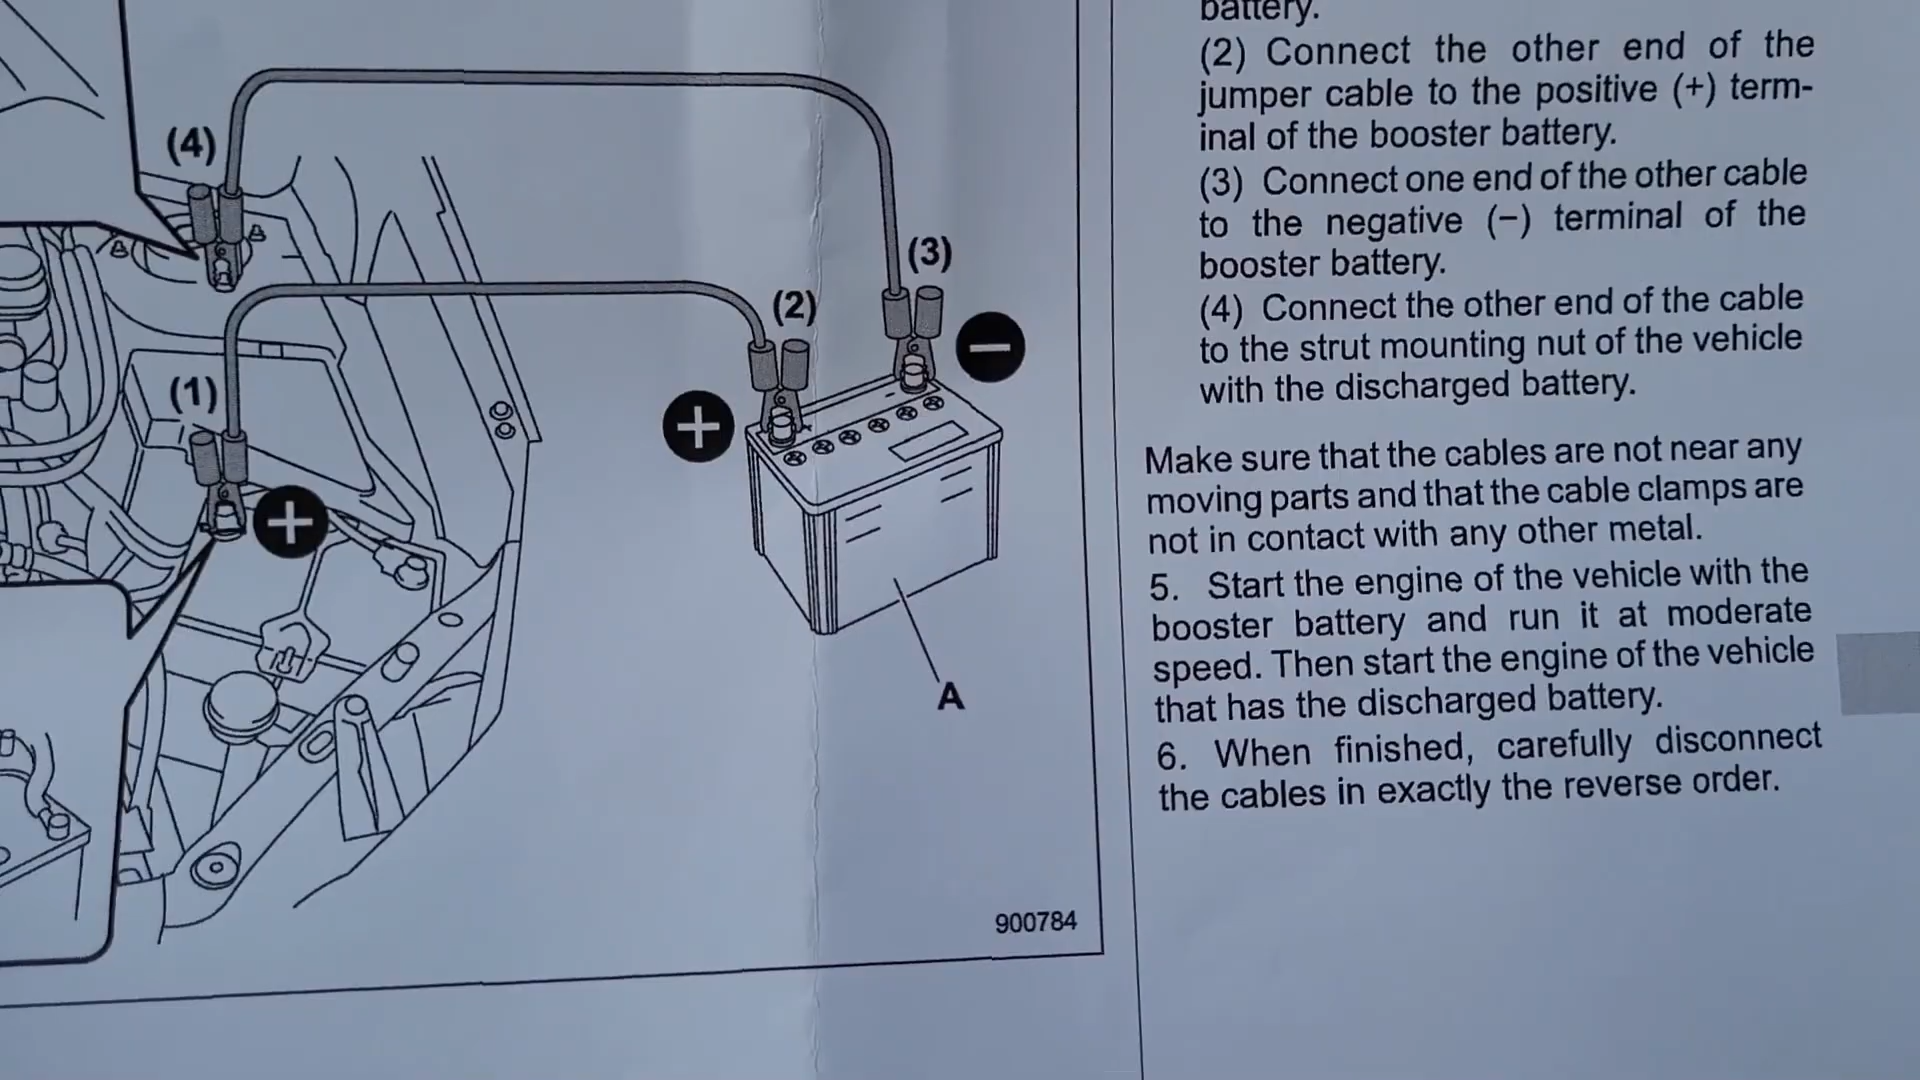 (4)
(3)
(2)
(1)
+
+
−
A
900784
battery.
(2) Connect the other end of the
jumper cable to the positive (+) term-
inal of the booster battery.
(3) Connect one end of the other cable
to the negative (−) terminal of the
booster battery.
(4) Connect the other end of the cable
to the strut mounting nut of the vehicle
with the discharged battery.
Make sure that the cables are not near any
moving parts and that the cable clamps are
not in contact with any other metal.
5. Start the engine of the vehicle with the
booster battery and run it at moderate
speed. Then start the engine of the vehicle
that has the discharged battery.
6. When finished, carefully disconnect
the cables in exactly the reverse order.